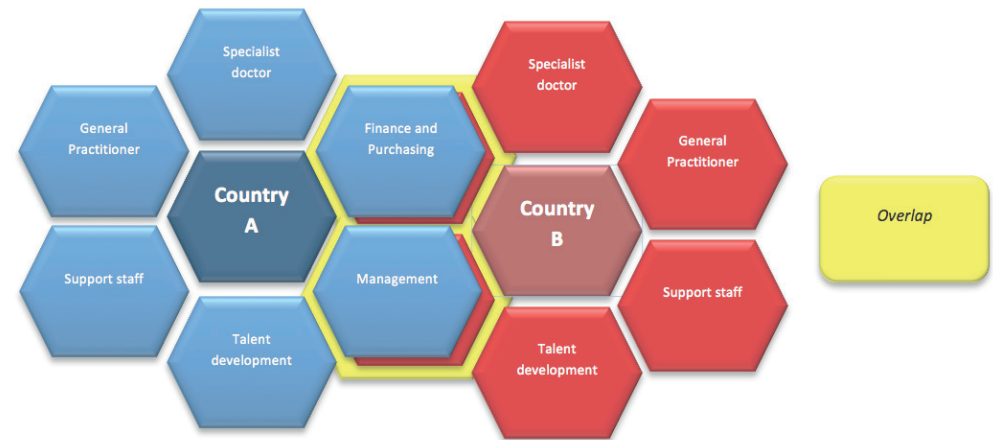 Specialist
doctor
General
Practitioner
Country
A
Support staff
Talent
development
Finance and
Purchasing
Management
Specialist
doctor
General
Practitioner
Country
B
Support staff
Talent
development
Overlap